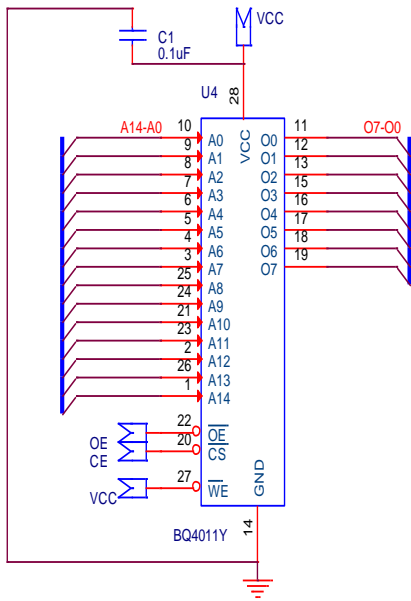 VCC
C1
0.1uF
U4
28
VCC
A14-A0
O7-O0
10 A0 O0 11
9 A1 O1 12
8 A2 O2 13
7 A3 O3 15
6 A4 O4 16
5 A5 O5 17
4 A6 O6 18
3 A7 O7 19
25 A8
24 A9
21 A10
23 A11
2 A12
26 A13
1 A14
OE 22 OE
CE 20 CS
VCC 27 WE
GND
14
BQ4011Y